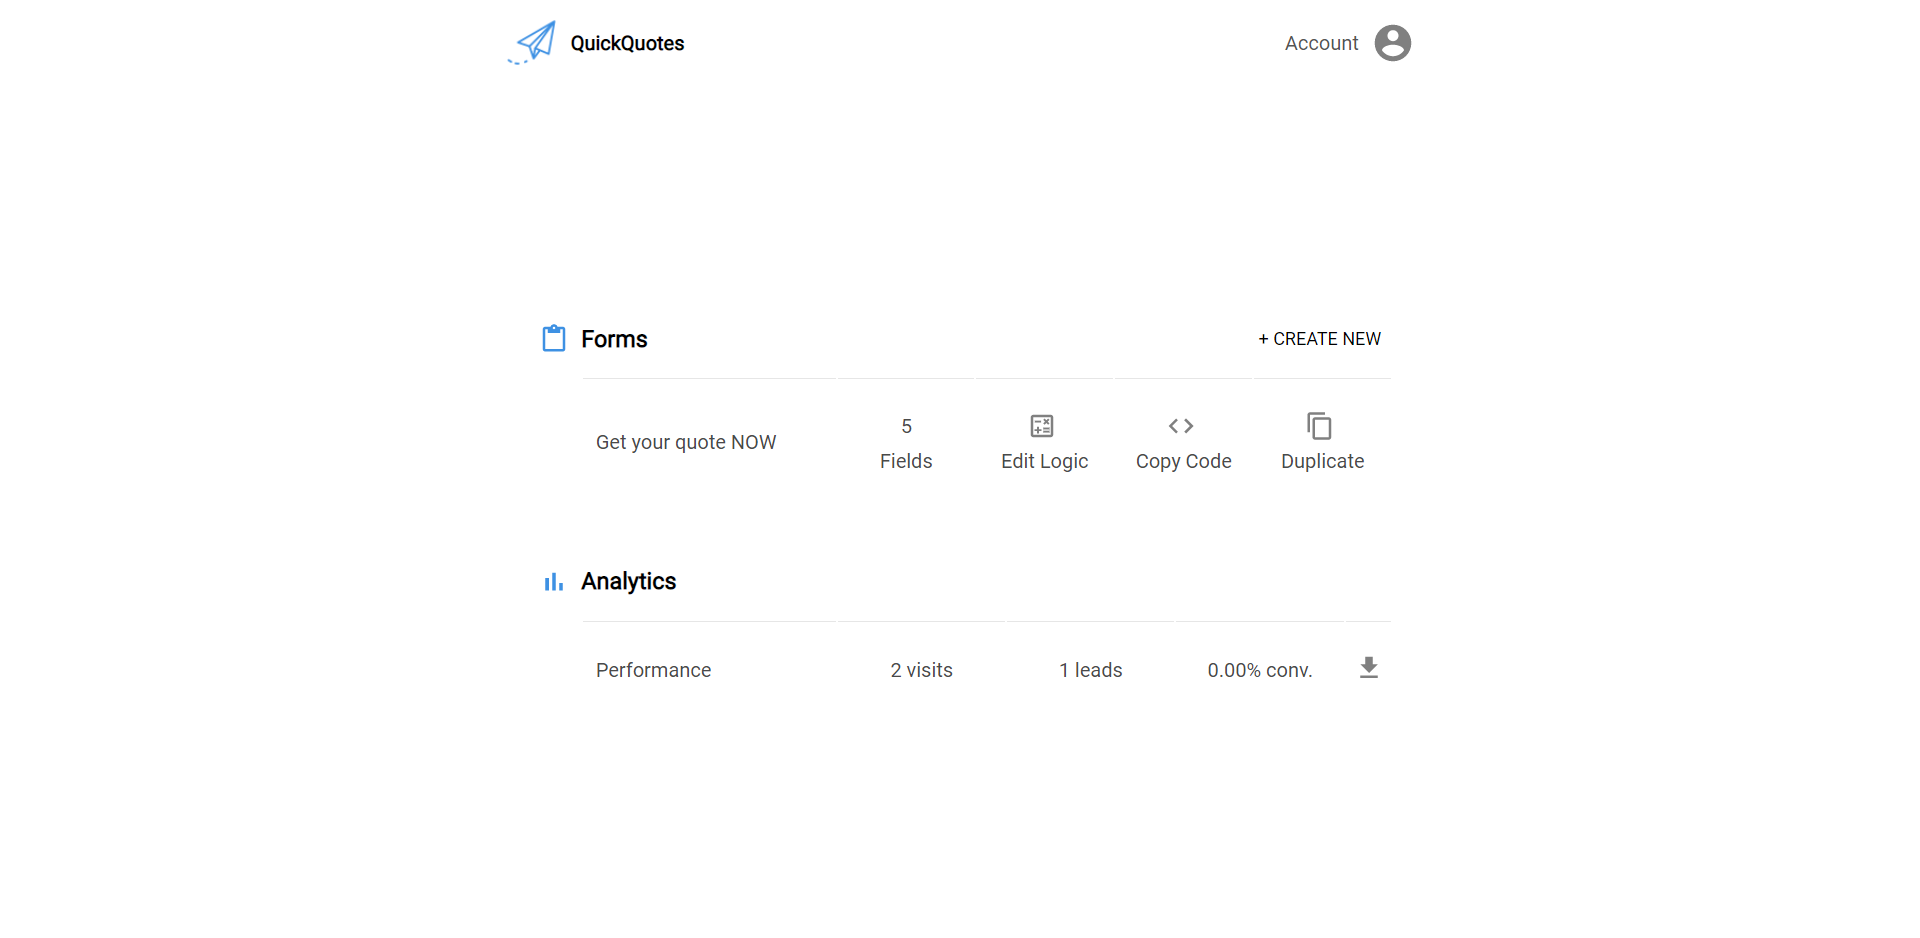 QuickQuotes
Account
Forms
+ CREATE NEW
Get your quote NOW
5
Fields
Edit Logic
Copy Code
Duplicate
Analytics
Performance
2 visits
1 leads
0.00% conv.